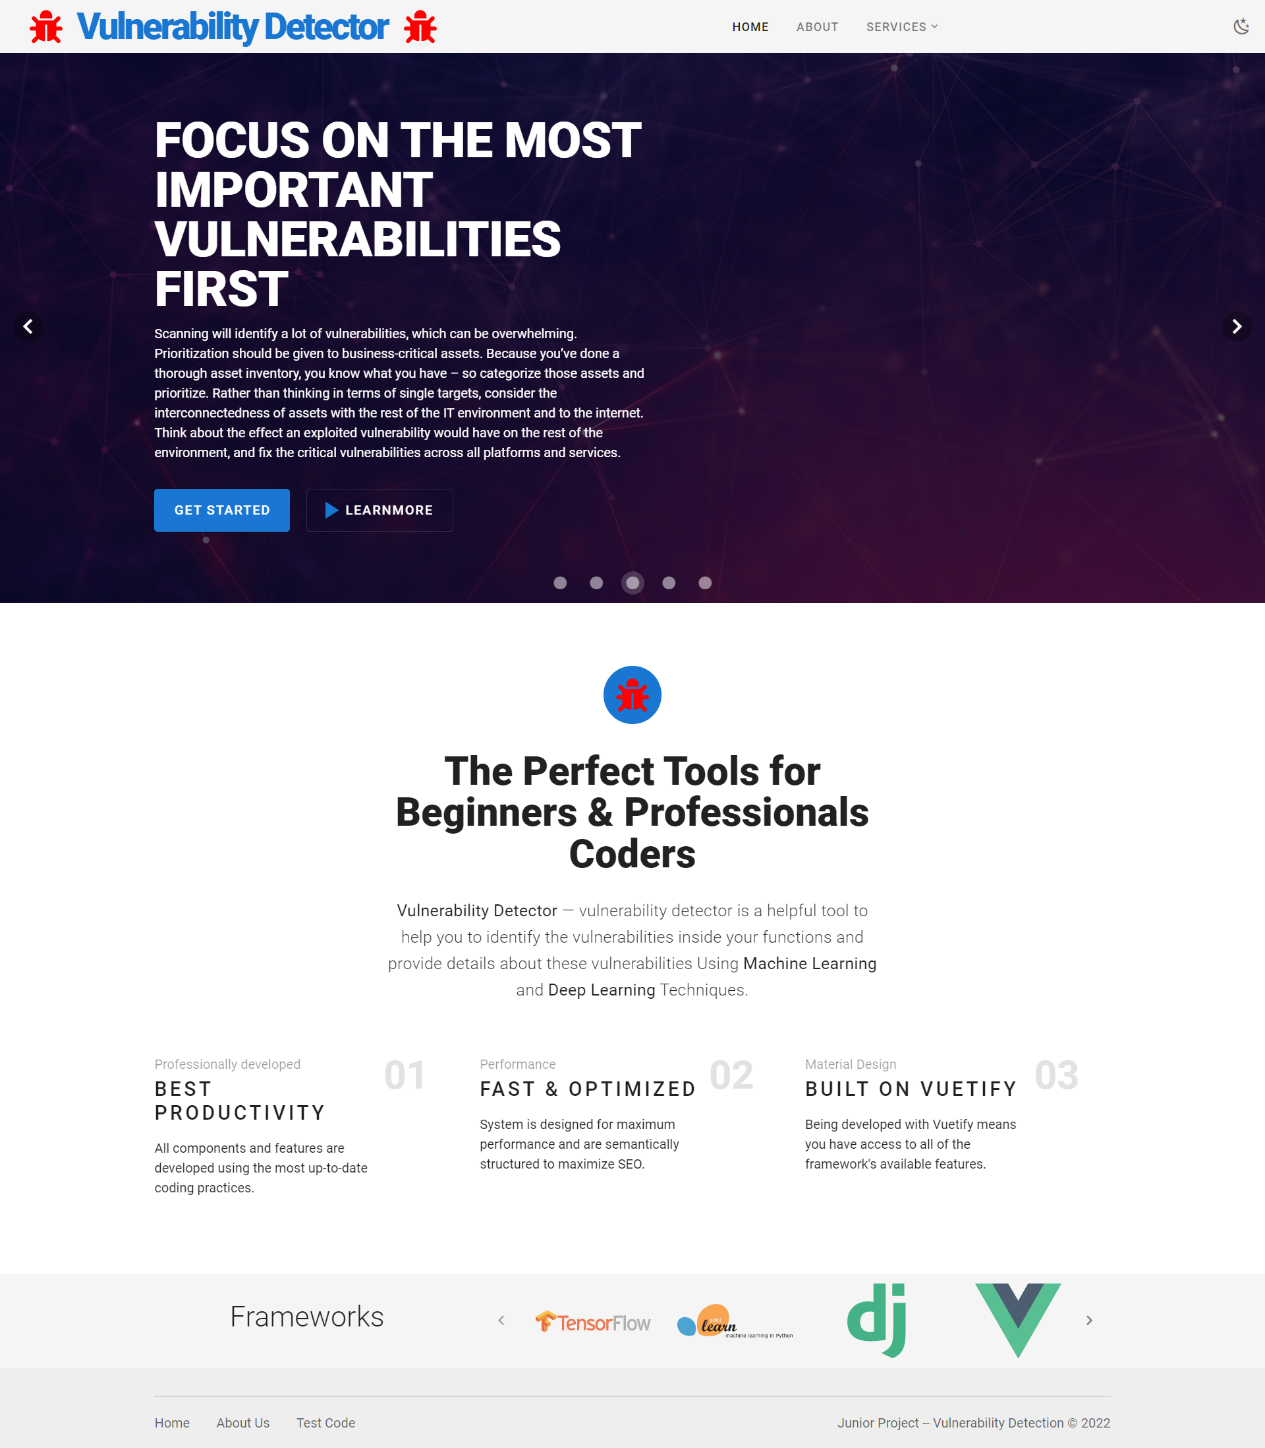 Vulnerability Detector
HOME ABOUT SERVICES
FOCUS ON THE MOST
IMPORTANT
VULNERABILITIES
FIRST
Scanning will identify a lot of vulnerabilities, which can be overwhelming.
Prioritization should be given to business-critical assets. Because you've done a
thorough asset inventory, you know what you have – so categorize those assets and
prioritize. Rather than thinking in terms of single targets, consider the
interconnectedness of assets with the rest of the IT environment and to the internet.
Think about the effect an exploited vulnerability would have on the rest of the
environment, and fix the critical vulnerabilities across all platforms and services.
GET STARTED
LEARNMORE
The Perfect Tools for
Beginners & Professionals
Coders
Vulnerability Detector — vulnerability detector is a helpful tool to
help you to identify the vulnerabilities inside your functions and
provide details about these vulnerabilities Using Machine Learning
and Deep Learning Techniques.
Professionally developed
01
BEST
PRODUCTIVITY
All components and features are
developed using the most up-to-date
coding practices.
Performance
02
FAST & OPTIMIZED
System is designed for maximum
performance and are semantically
structured to maximize SEO.
Material Design
03
BUILT ON VUETIFY
Being developed with Vuetify means
you have access to all of the
framework's available features.
Frameworks
TensorFlow
learn
machine learning in Python
dj
Home About Us Test Code
Junior Project – Vulnerability Detection © 2022